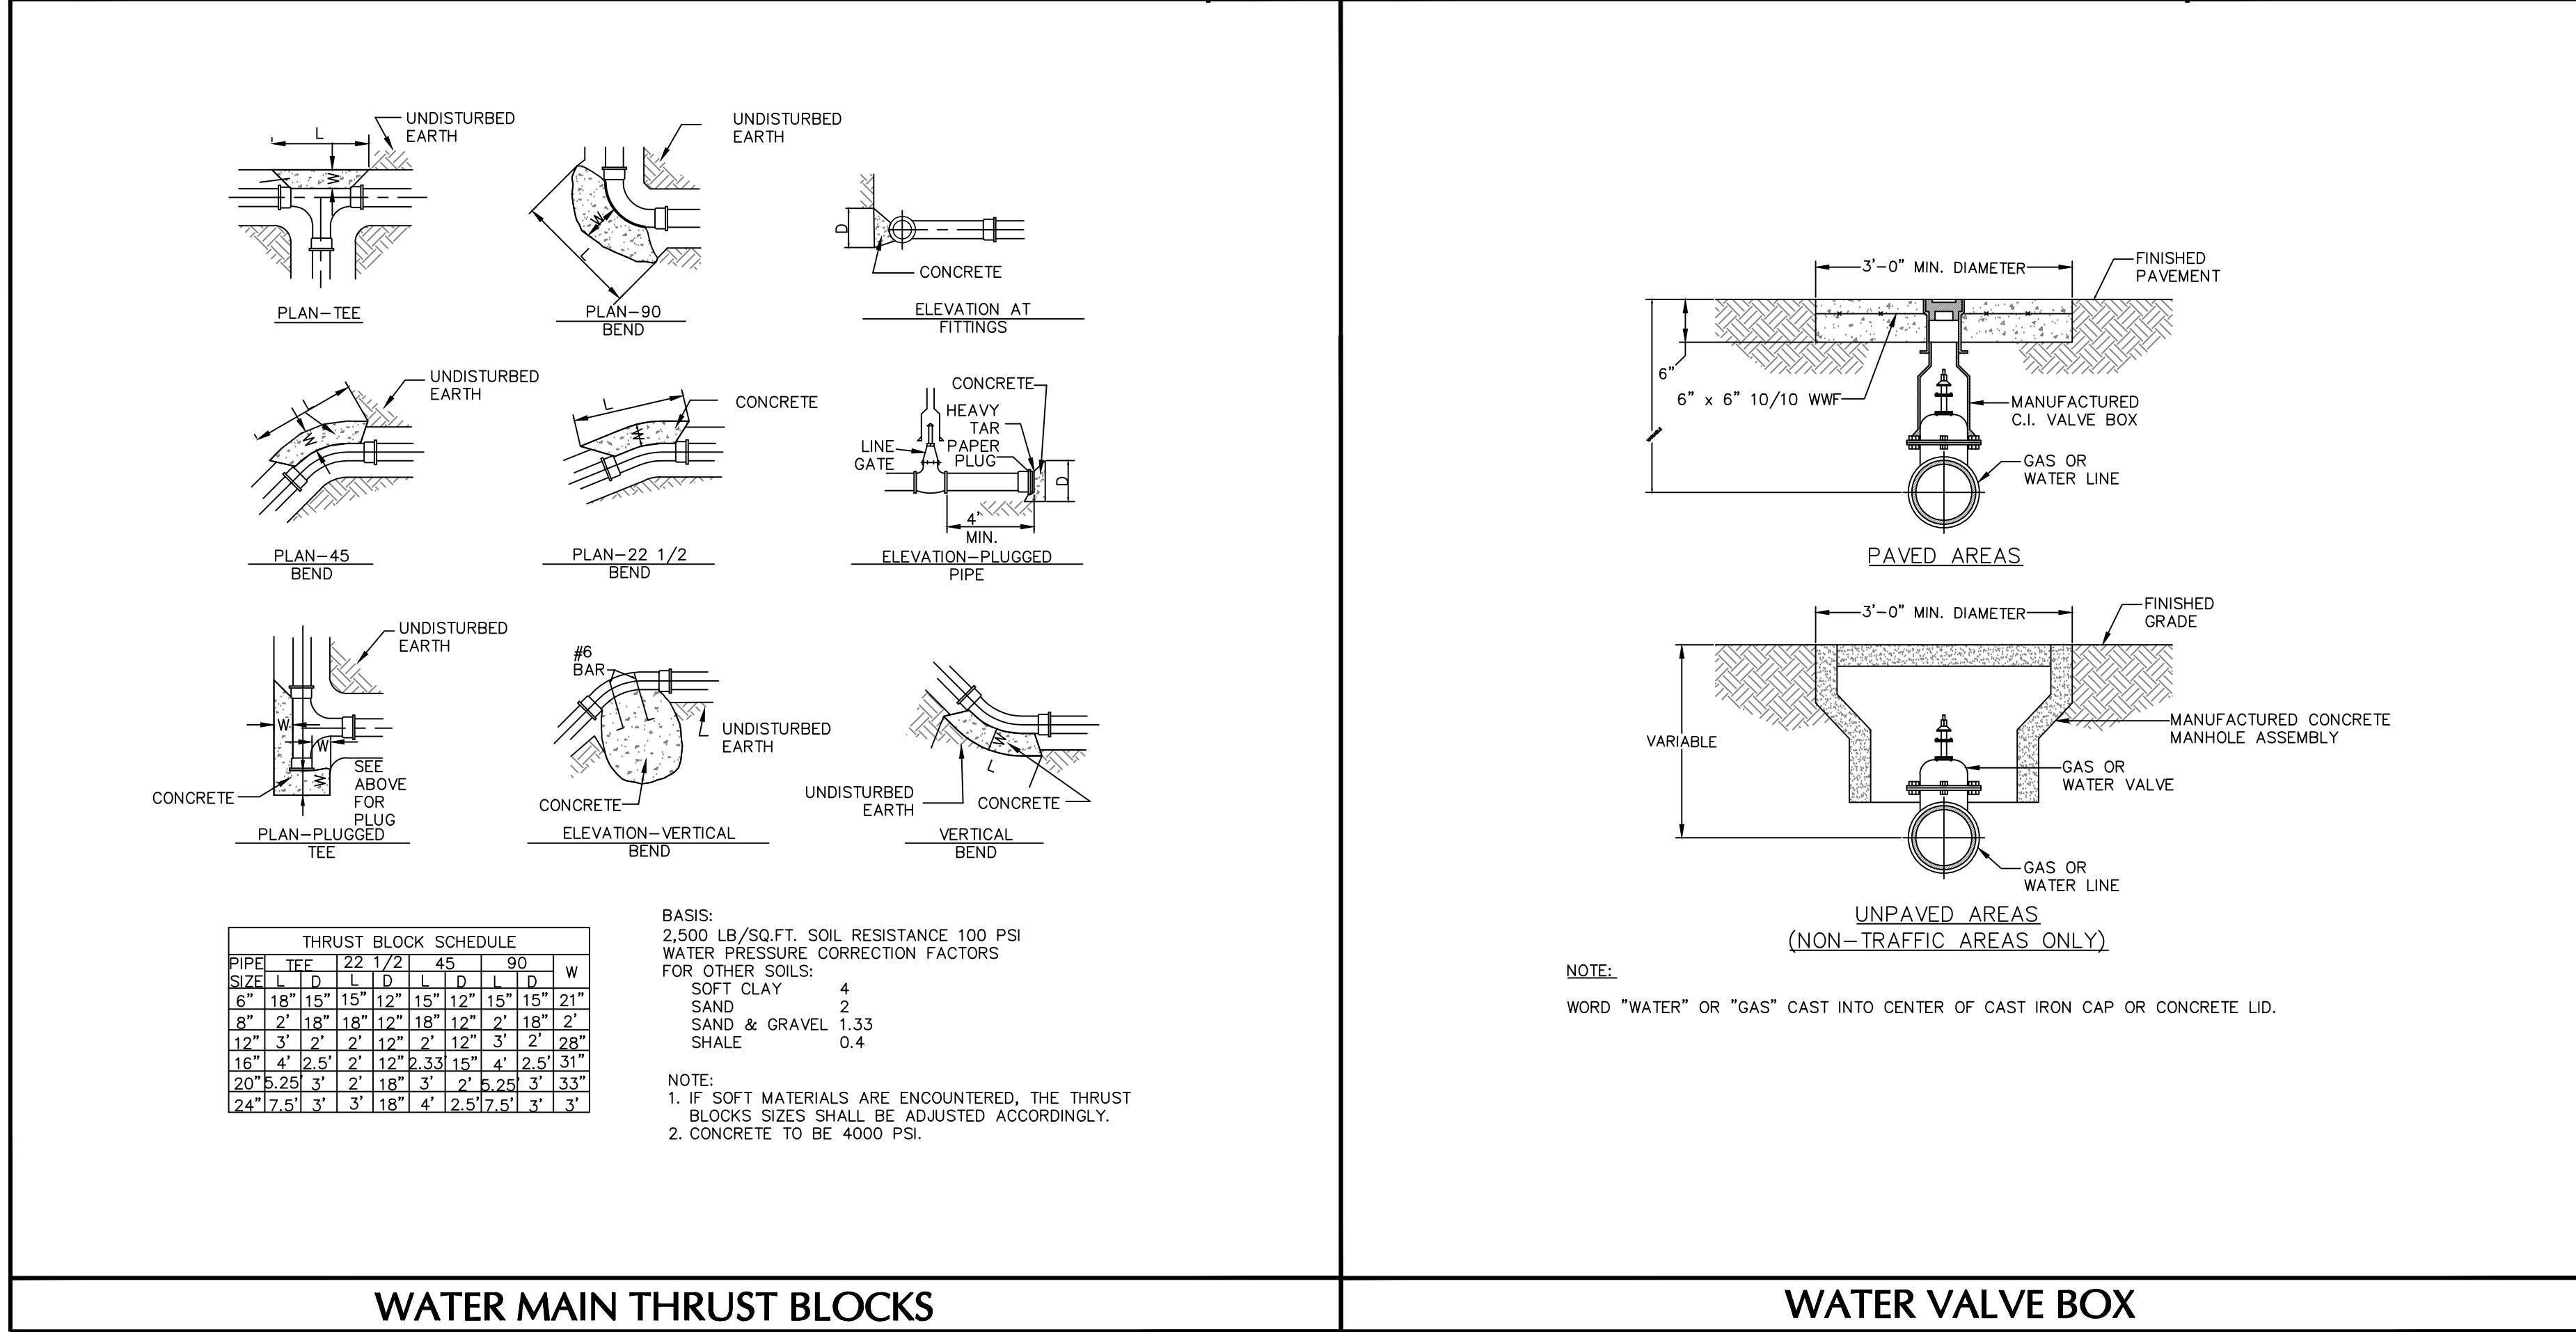 UNDISTURBED
EARTH
L
W
PLAN-TEE
UNDISTURBED
EARTH
W
L
PLAN-90
BEND
D
CONCRETE
ELEVATION AT
FITTINGS
UNDISTURBED
EARTH
L
W
PLAN-45
BEND
L
CONCRETE
W
PLAN-22 1/2
BEND
CONCRETE
HEAVY
TAR
PAPER
PLUG
LINE
GATE
D
4'
MIN.
ELEVATION-PLUGGED
PIPE
UNDISTURBED
EARTH
W
W
W
SEE
ABOVE
FOR
PLUG
CONCRETE
PLAN-PLUGGED
TEE
#6
BAR
UNDISTURBED
EARTH
CONCRETE
ELEVATION-VERTICAL
BEND
W
L
UNDISTURBED
EARTH
CONCRETE
VERTICAL
BEND
THRUST BLOCK SCHEDULE
PIPE SIZE TEE 22 1/2 45 90 W
L D L D L D L D
6" 18" 15" 15" 12" 15" 12" 15" 15" 21"
8" 2' 18" 18" 12" 18" 12" 2' 18" 2'
12" 3' 2' 2' 12" 2' 12" 3' 2' 28"
16" 4' 2.5' 2' 12" 2.33' 15" 4' 2.5' 31"
20" 5.25' 3' 2' 18" 3' 2' 5.25' 3' 33"
24" 7.5' 3' 3' 18" 4' 2.5' 7.5' 3' 3'
BASIS:
2,500 LB/SQ.FT. SOIL RESISTANCE 100 PSI
WATER PRESSURE CORRECTION FACTORS
FOR OTHER SOILS:
SOFT CLAY 4
SAND 2
SAND & GRAVEL 1.33
SHALE 0.4
NOTE:
1. IF SOFT MATERIALS ARE ENCOUNTERED, THE THRUST
BLOCKS SIZES SHALL BE ADJUSTED ACCORDINGLY.
2. CONCRETE TO BE 4000 PSI.
WATER MAIN THRUST BLOCKS
3'-0" MIN. DIAMETER
FINISHED
PAVEMENT
6"
6" x 6" 10/10 WWF
MANUFACTURED
C.I. VALVE BOX
GAS OR
WATER LINE
PAVED AREAS
3'-0" MIN. DIAMETER
FINISHED
GRADE
VARIABLE
MANUFACTURED CONCRETE
MANHOLE ASSEMBLY
GAS OR
WATER VALVE
GAS OR
WATER LINE
UNPAVED AREAS
(NON-TRAFFIC AREAS ONLY)
NOTE:
WORD "WATER" OR "GAS" CAST INTO CENTER OF CAST IRON CAP OR CONCRETE LID.
WATER VALVE BOX